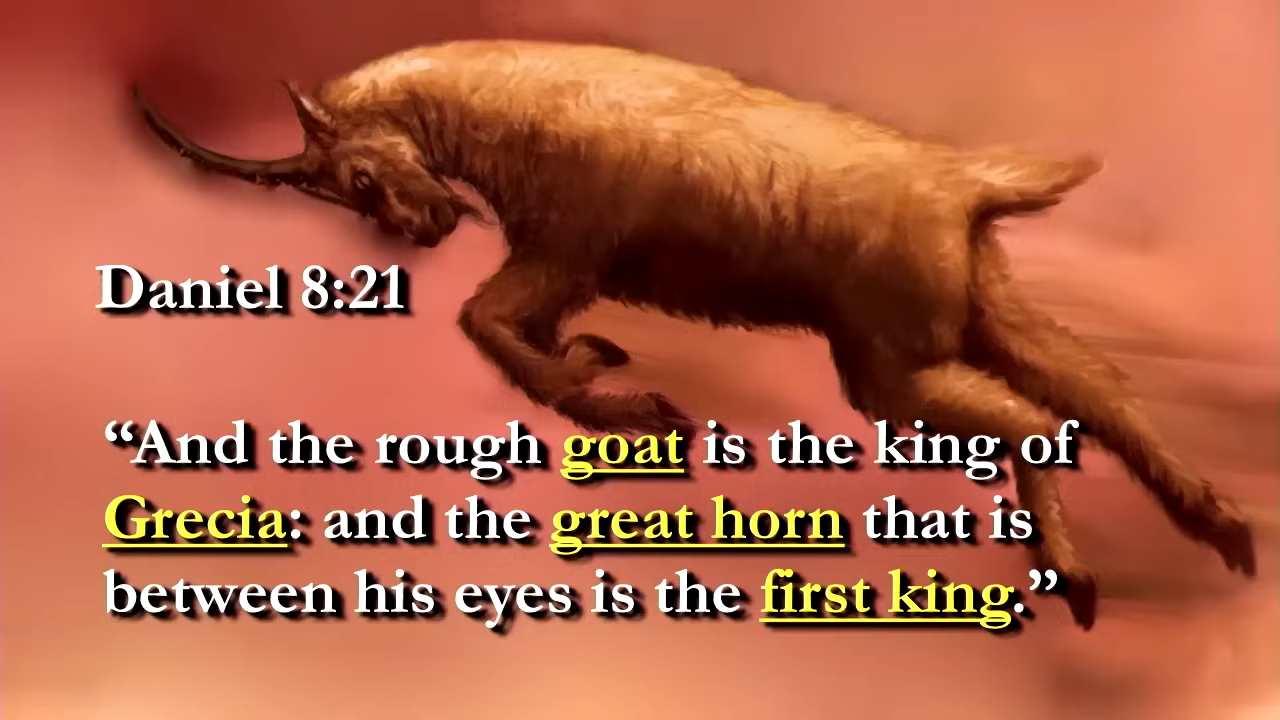 Daniel 8:21
“And the rough goat is the king of
Grecia: and the great horn that is
between his eyes is the first king.”